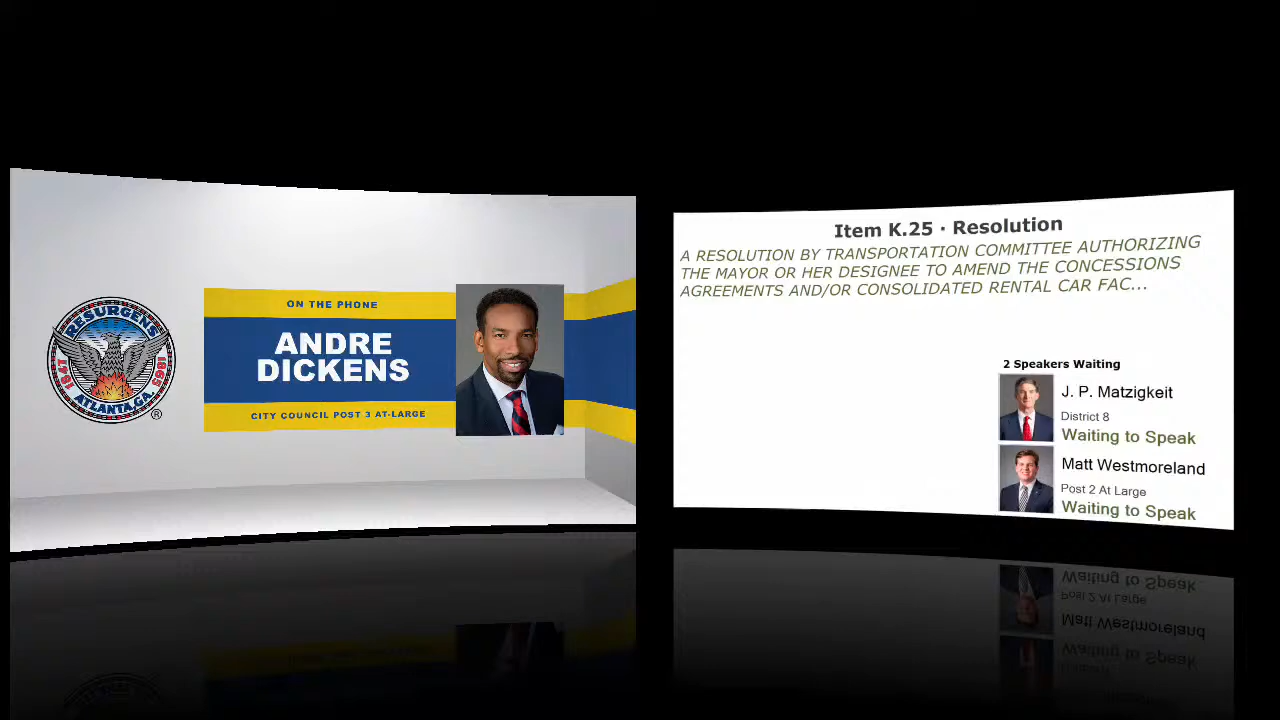 RESURGENS
1847
1865
ATLANTA, GA.
®
ON THE PHONE
ANDRE
DICKENS
CITY COUNCIL POST 3 AT-LARGE
Item K.25 · Resolution
A RESOLUTION BY TRANSPORTATION COMMITTEE AUTHORIZING
THE MAYOR OR HER DESIGNEE TO AMEND THE CONCESSIONS
AGREEMENTS AND/OR CONSOLIDATED RENTAL CAR FAC...
2 Speakers Waiting
J. P. Matzigkeit
District 8
Waiting to Speak
Matt Westmoreland
Post 2 At Large
Waiting to Speak